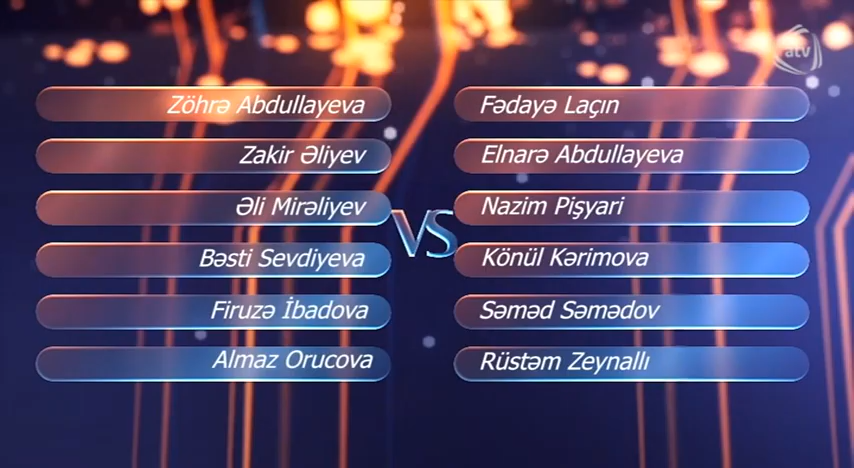 atv
Zöhrə Abdullayeva
Fədayə Laçın
Zakir Əliyev
Elnarə Abdullayeva
Əli Mirəliyev
Nazim Pişyari
VS
Bəsti Sevdiyeva
Könül Kərimova
Firuzə İbadova
Səməd Səmədov
Almaz Orucova
Rüstəm Zeynallı